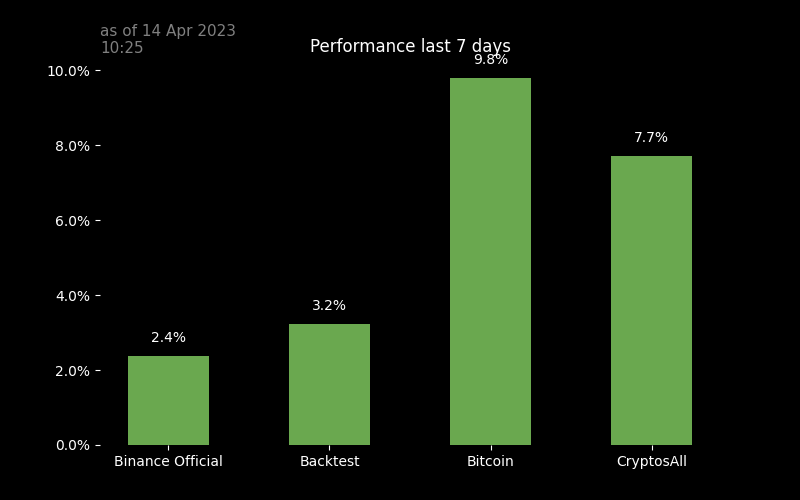 as of 14 Apr 2023
10:25
Performance last 7 days
10.0%
8.0%
6.0%
4.0%
2.0%
0.0%
2.4%
3.2%
9.8%
7.7%
Binance Official
Backtest
Bitcoin
CryptosAll